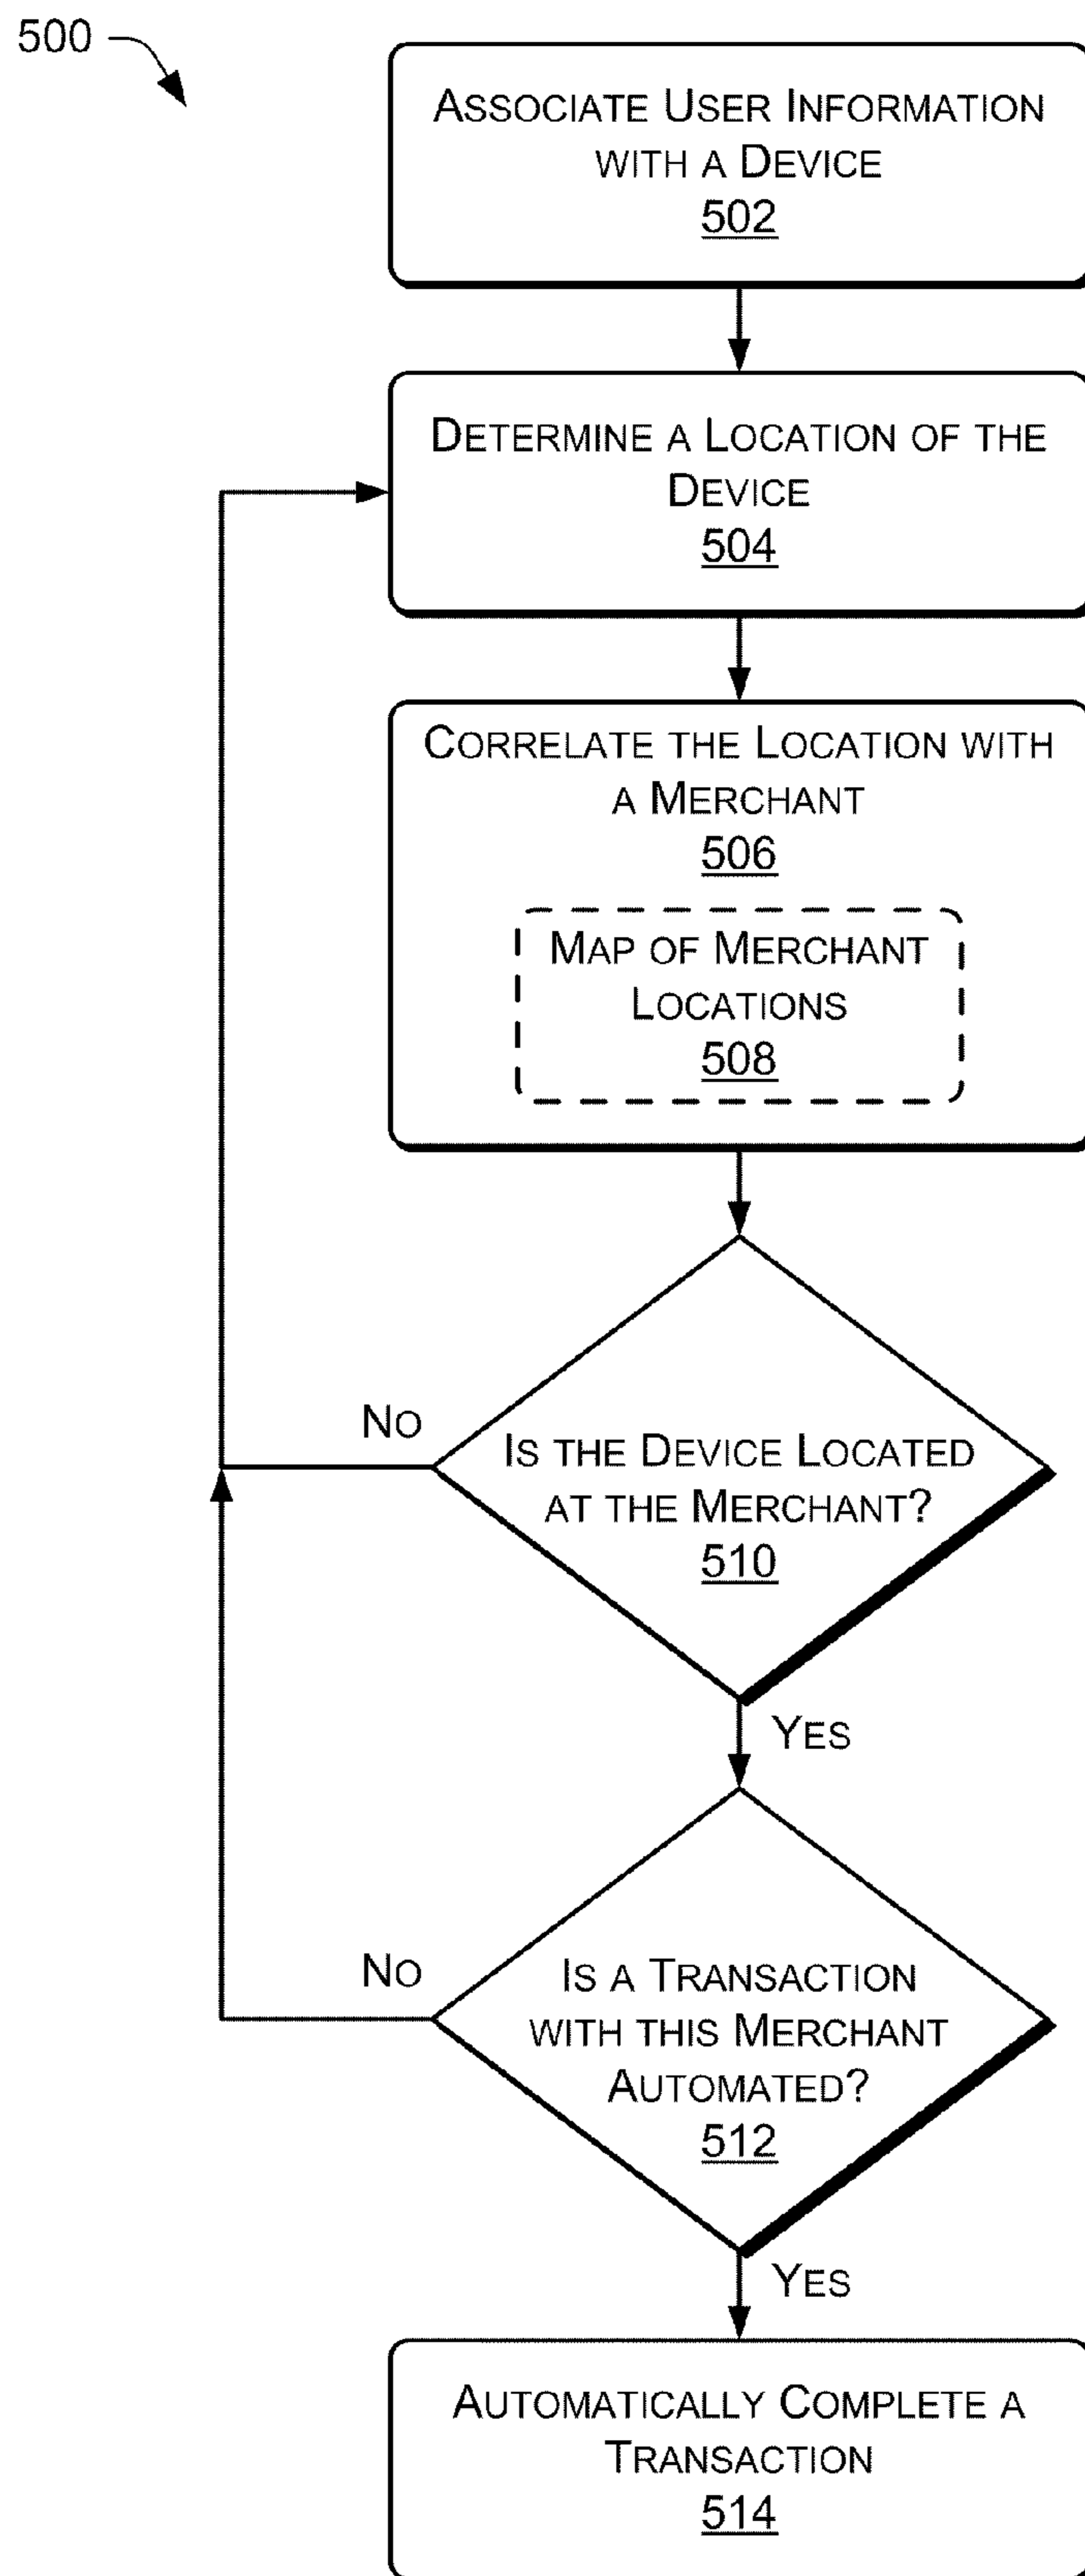 500
ASSOCIATE USER INFORMATION
WITH A DEVICE
502
DETERMINE A LOCATION OF THE
DEVICE
504
CORRELATE THE LOCATION WITH
A MERCHANT
506
MAP OF MERCHANT
LOCATIONS
508
NO
IS THE DEVICE LOCATED
AT THE MERCHANT?
510
YES
NO
IS A TRANSACTION
WITH THIS MERCHANT
AUTOMATED?
512
YES
AUTOMATICALLY COMPLETE A
TRANSACTION
514